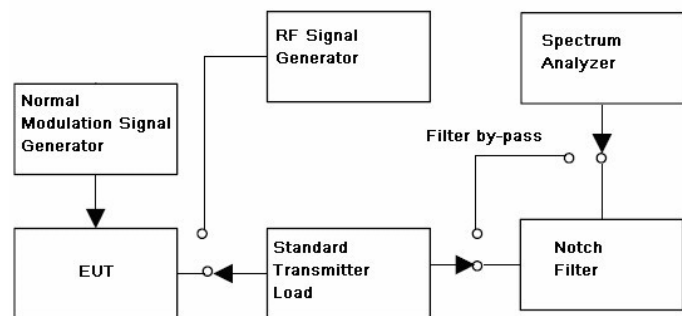 RF Signal
Generator
Spectrum
Analyzer
Normal
Modulation Signal
Generator
Filter by-pass
EUT
Standard
Transmitter
Load
Notch
Filter